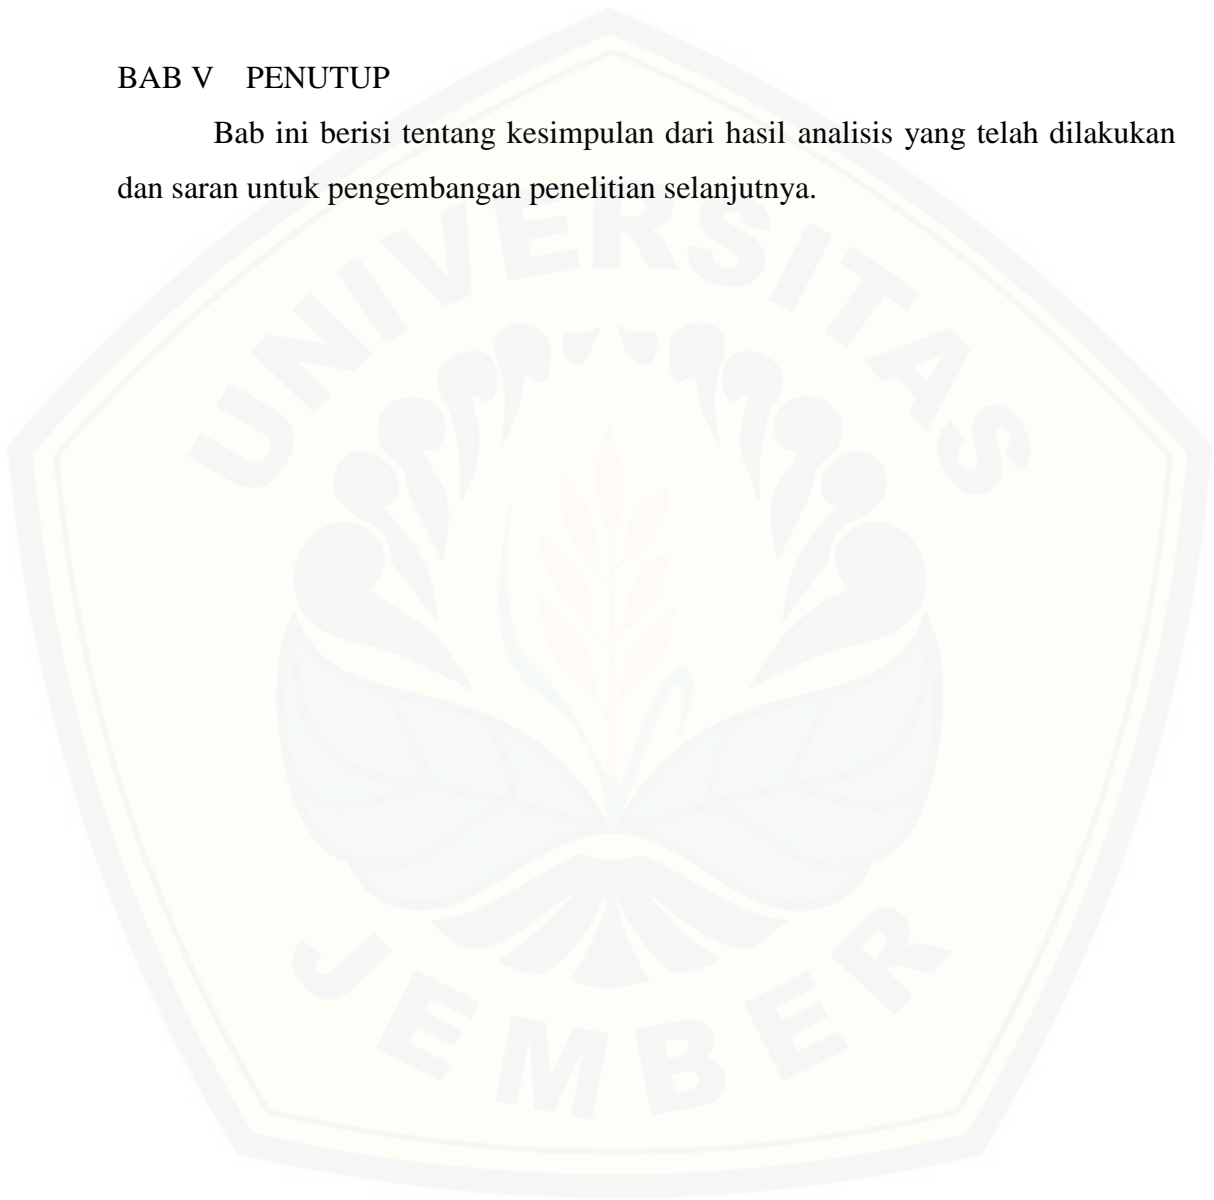 BAB V PENUTUP
Bab ini berisi tentang kesimpulan dari hasil analisis yang telah dilakukan
dan saran untuk pengembangan penelitian selanjutnya.
UNIVERSITAS
JEMBER